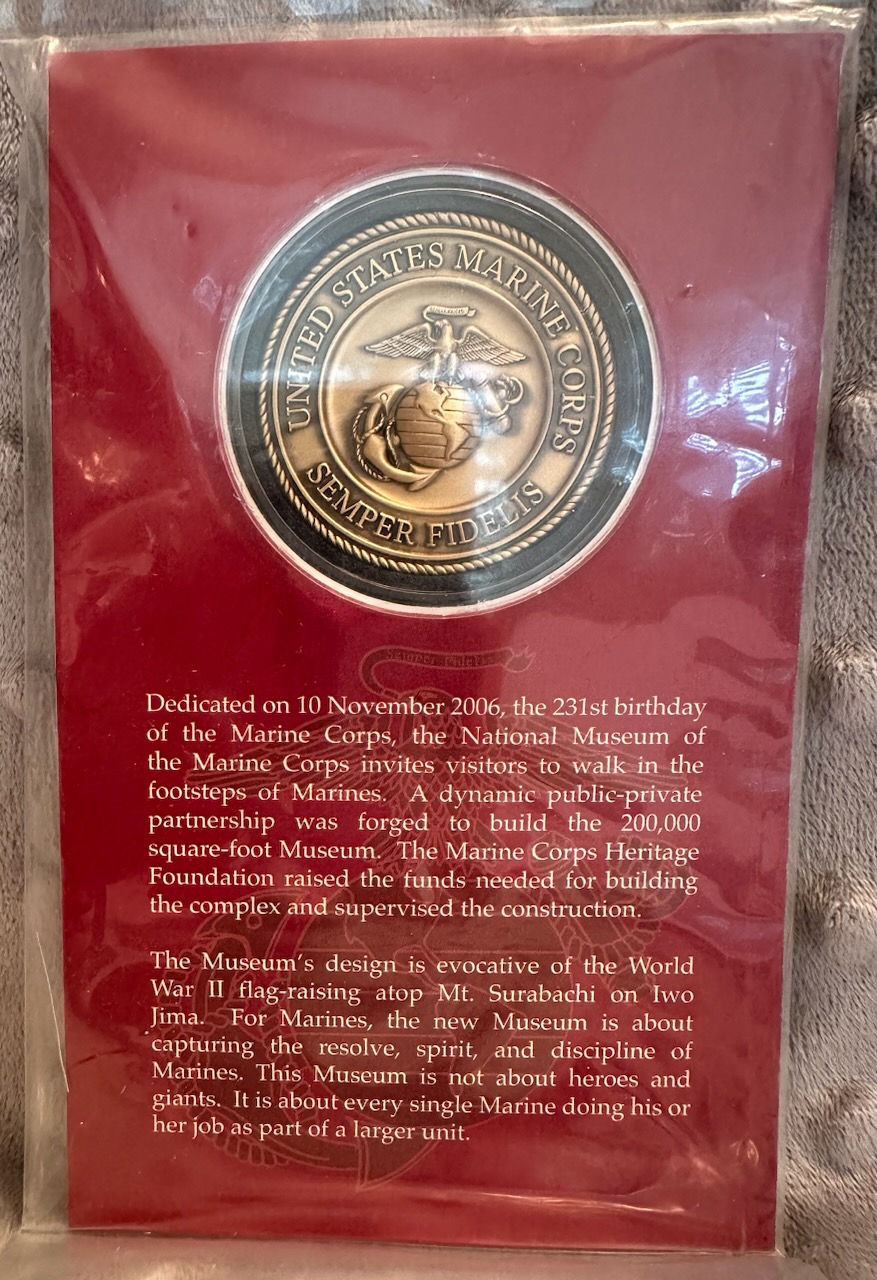 UNITED STATES MARINE CORPS
SEMPER FIDELIS
Semper Fidelis
Dedicated on 10 November 2006, the 231st birthday
of the Marine Corps, the National Museum of
the Marine Corps invites visitors to walk in the
footsteps of Marines. A dynamic public-private
partnership was forged to build the 200,000
square-foot Museum. The Marine Corps Heritage
Foundation raised the funds needed for building
the complex and supervised the construction.
The Museum's design is evocative of the World
War II flag-raising atop Mt. Surabachi on Iwo
Jima. For Marines, the new Museum is about
capturing the resolve, spirit, and discipline of
Marines. This Museum is not about heroes and
giants. It is about every single Marine doing his or
her job as part of a larger unit.